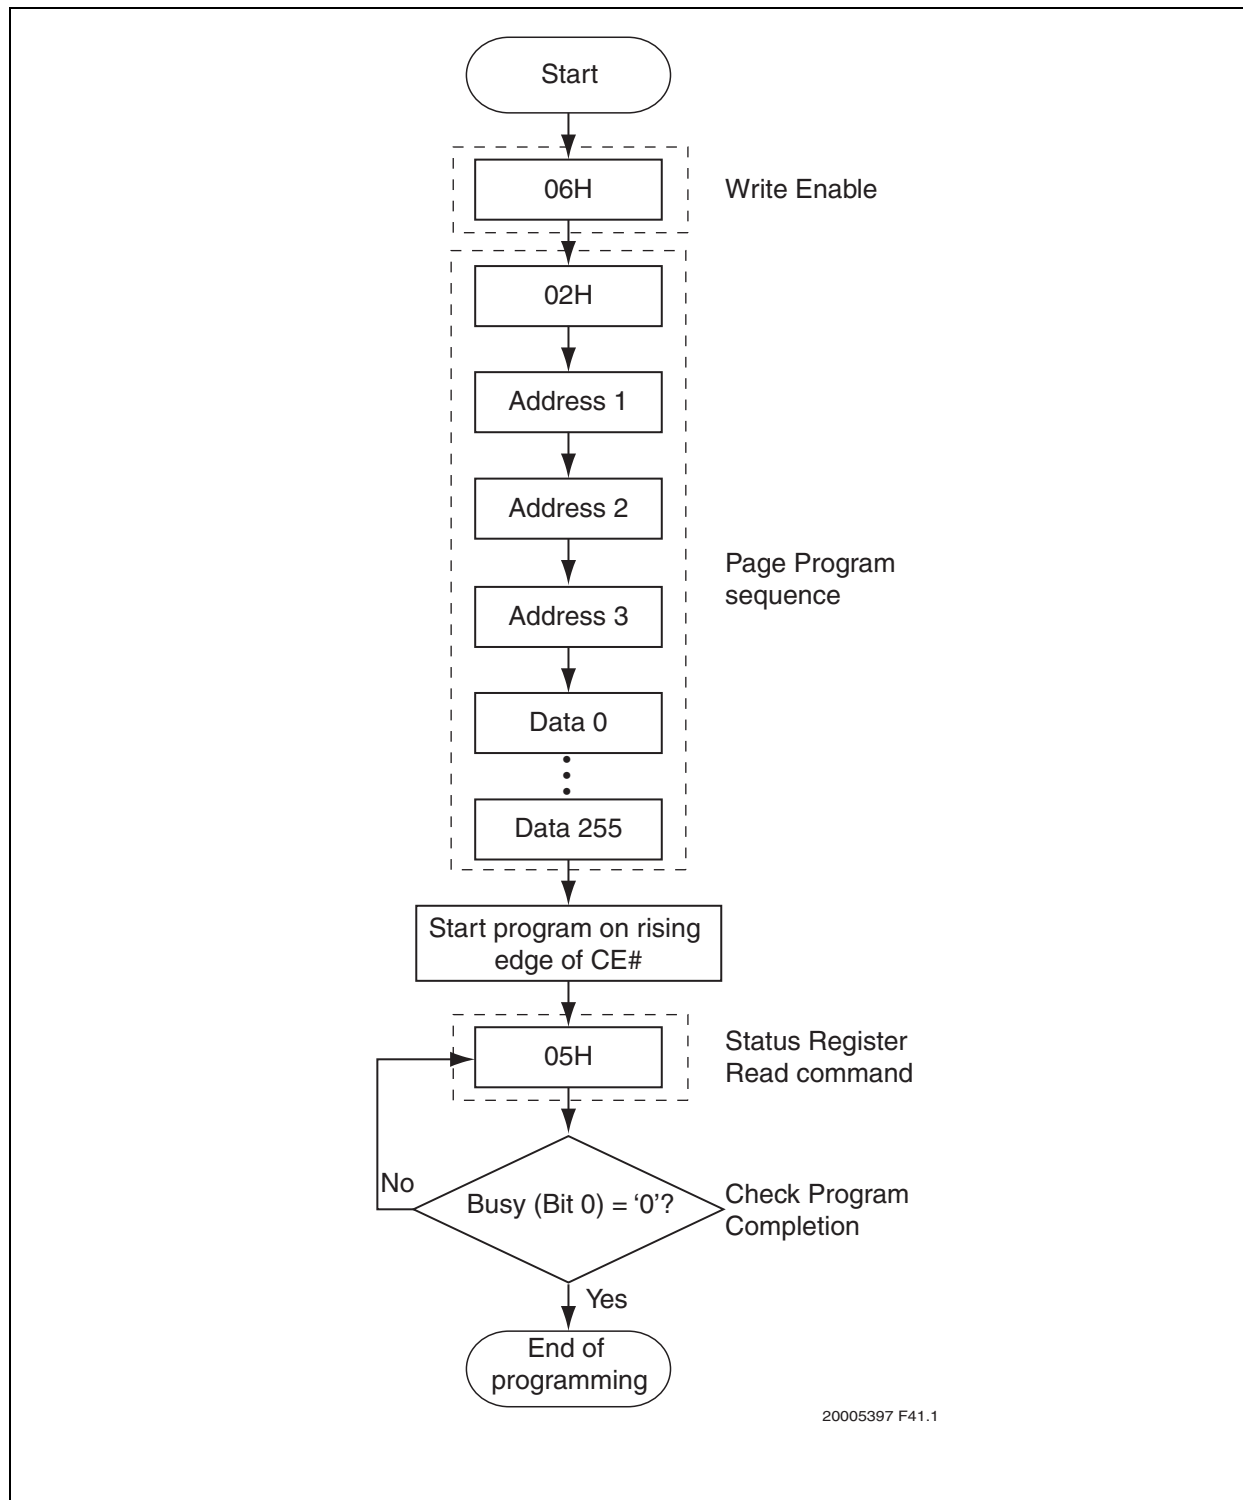 Start
06H
Write Enable
02H
Address 1
Address 2
Page Program
sequence
Address 3
Data 0
Data 255
Start program on rising
edge of CE#
05H
Status Register
Read command
No
Busy (Bit 0) = ‘0’?
Check Program
Completion
Yes
End of
programming
20005397 F41.1